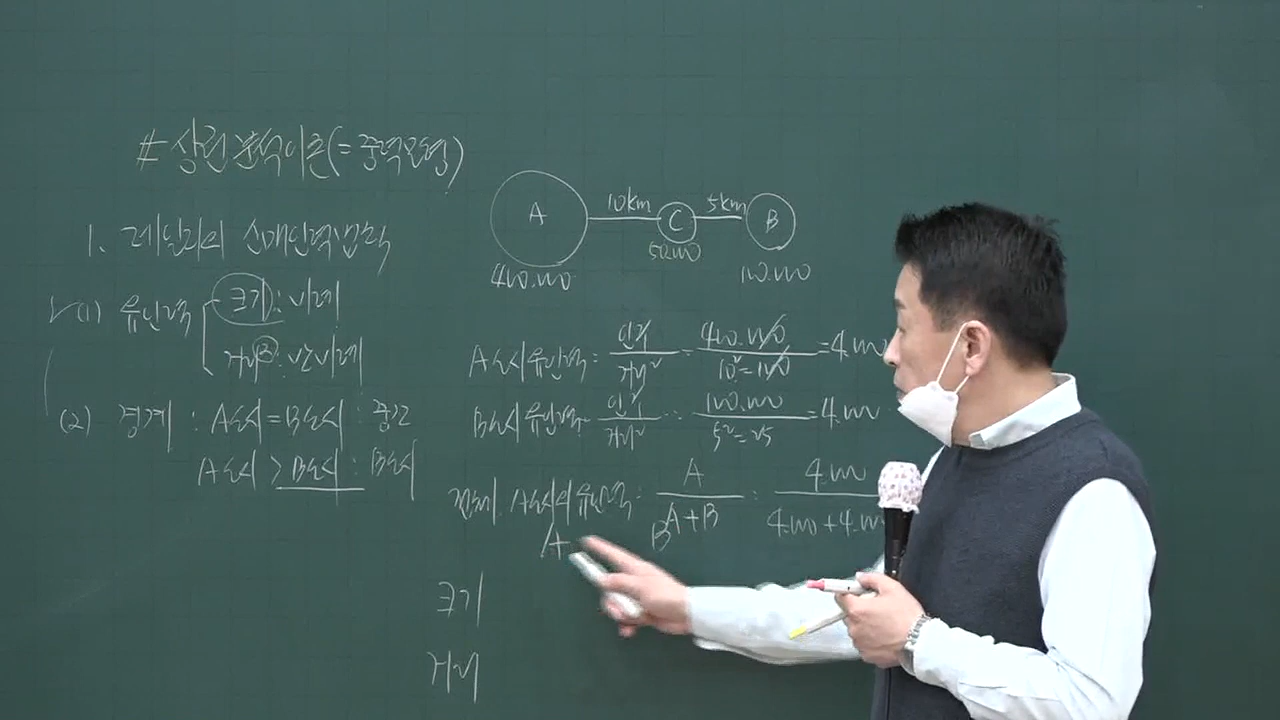 # 상권분석이론(=중력모형)
1. 레일리의 소매인력법칙
(1) 유인력
크기 : 비례
거리② : 반비례
(2) 경계 : A도시 = B도시 : 중간
A도시 > B도시 : B도시
A 10km C 5km B
400.000 50.000 100.000
A도시 유인력 = 인구/거리² = 400.000/10²=100 = 4.000
B도시 유인력 = 인구/거리² = 100.000/5²=25 = 4.000
전체 A도시의 유인력 = A/A+B = 4.000/4.000+4.000
A B
크기
거리